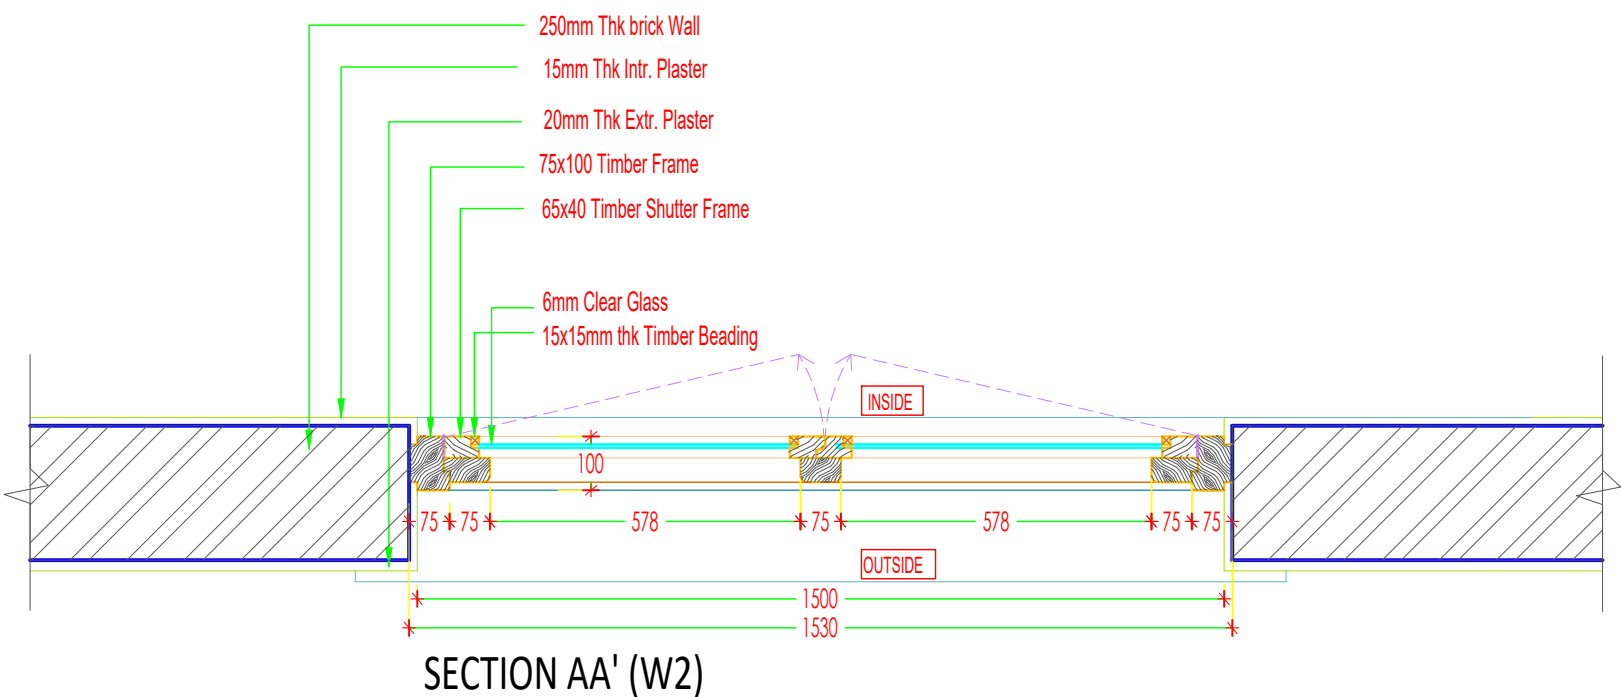 250mm Thk brick Wall
15mm Thk Intr. Plaster
20mm Thk Extr. Plaster
75x100 Timber Frame
65x40 Timber Shutter Frame
6mm Clear Glass
15x15mm thk Timber Beading
INSIDE
100
75 75 578 75 578 75 75
OUTSIDE
1500
1530
SECTION AA' (W2)